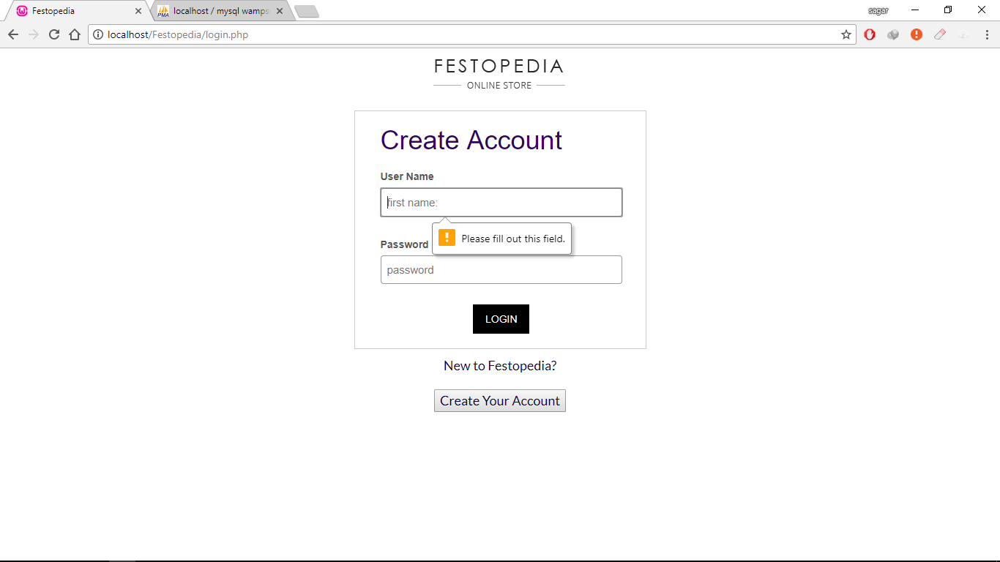 Festopedia
localhost / mysql wamps
sagar
localhost/Festopedia/login.php
FESTOPEDIA
ONLINE STORE
Create Account
User Name
first name:
Please fill out this field.
Password
password
LOGIN
New to Festopedia?
Create Your Account